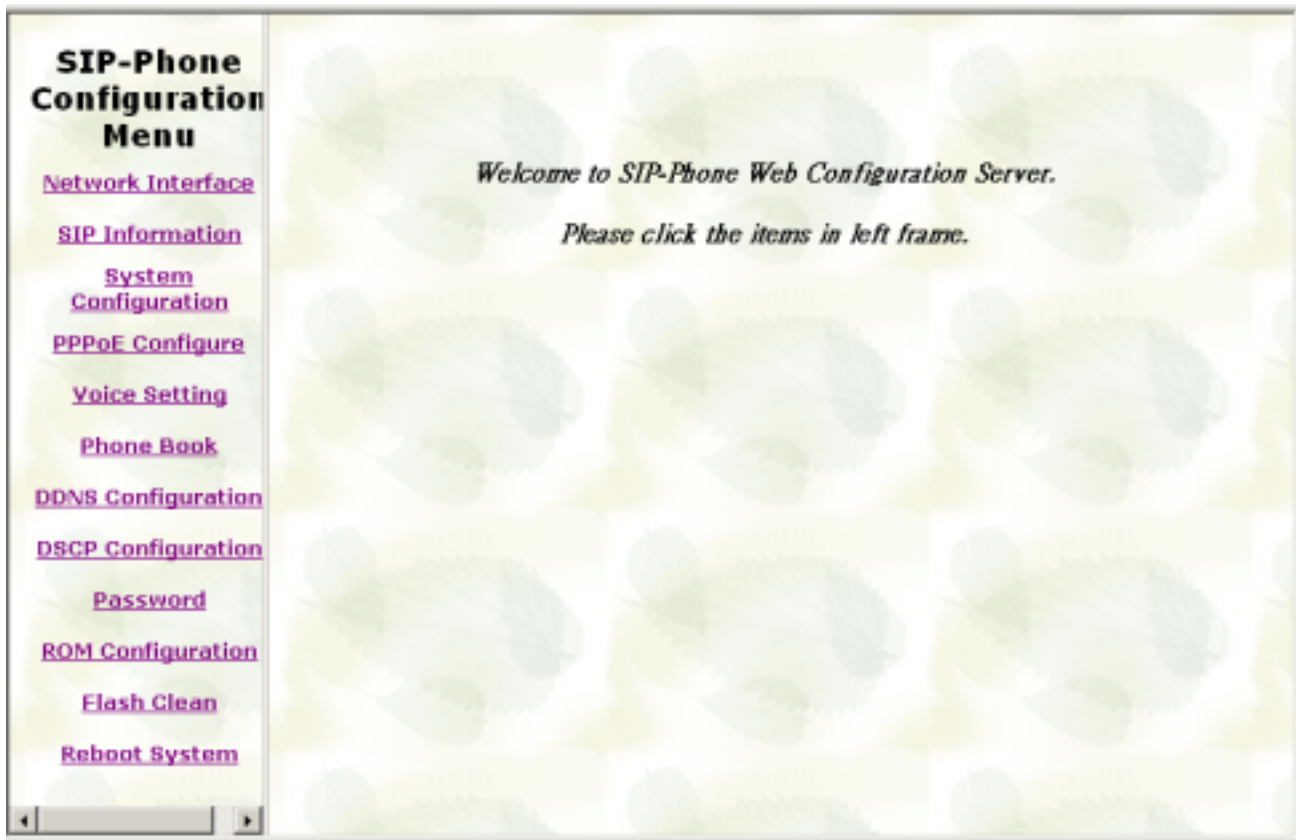 SIP-Phone
Configuration
Menu
Network Interface
SIP Information
System
Configuration
PPPoE Configure
Voice Setting
Phone Book
DDNS Configuration
DSCP Configuration
Password
ROM Configuration
Flash Clean
Reboot System
Welcome to SIP-Phone Web Configuration Server.
Please click the items in left frame.